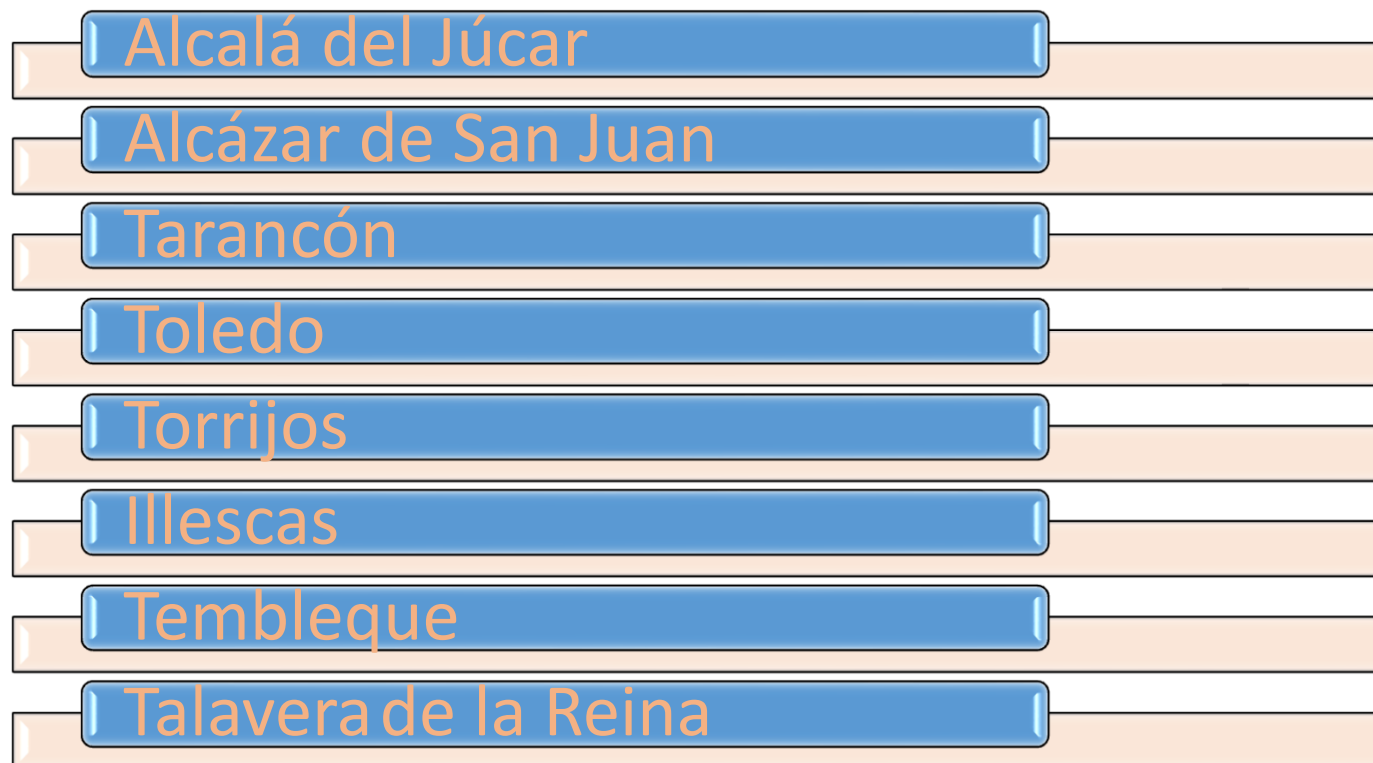 Alcalá del Júcar
Alcázar de San Juan
Tarancón
Toledo
Torrijos
Illescas
Tembleque
Talavera de la Reina